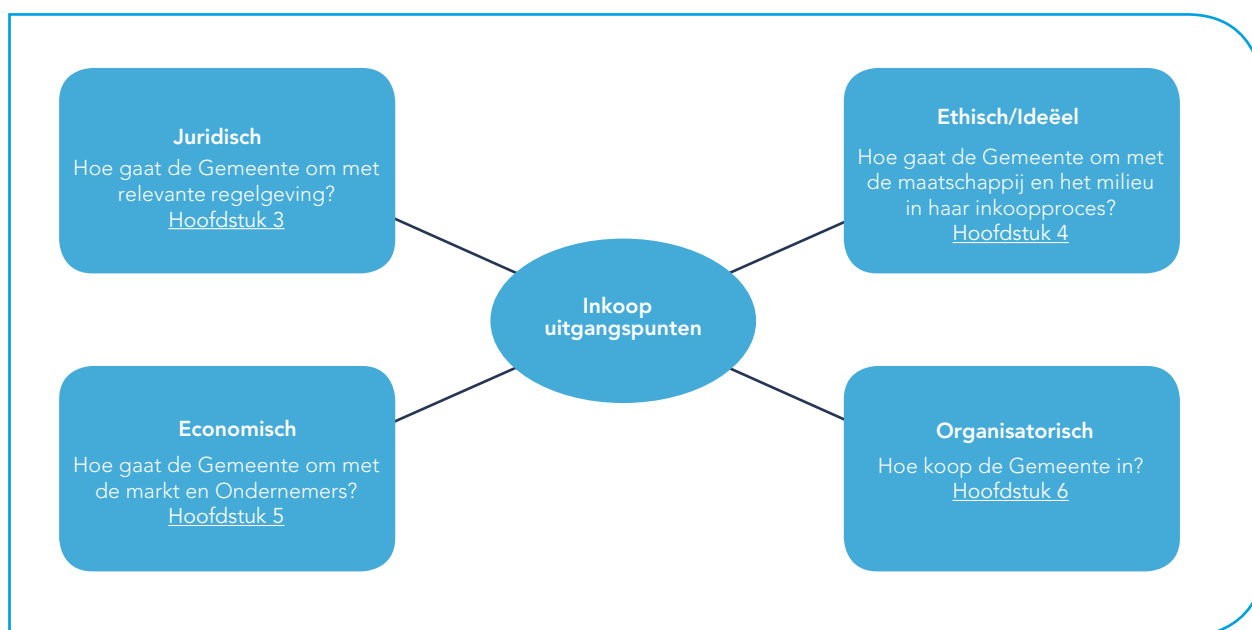 Juridisch
Hoe gaat de Gemeente om met
relevante regelgeving?
Hoofdstuk 3
Ethisch/Ideëel
Hoe gaat de Gemeente om met
de maatschappij en het milieu
in haar inkoopproces?
Hoofdstuk 4
Inkoop
uitgangspunten
Economisch
Hoe gaat de Gemeente om met
de markt en Ondernemers?
Hoofdstuk 5
Organisatorisch
Hoe koop de Gemeente in?
Hoofdstuk 6